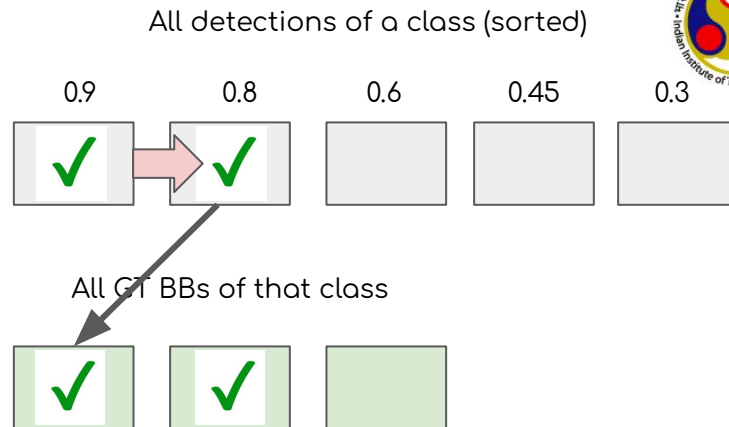 All detections of a class (sorted)
0.9 0.8 0.6 0.45 0.3
All GT BBs of that class